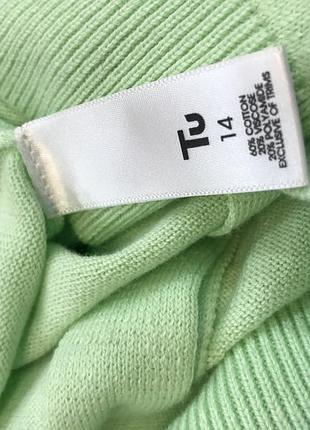 Tu
14
60% COTTON
20% VISCOSE
20% POLYAMIDE
EXCLUSIVE OF TRIMS